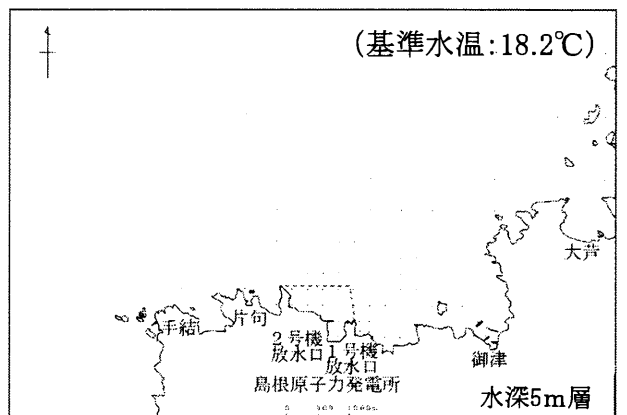 (基準水温:18.2℃)
大芦
手結
片句
2号機
放水口
1号機
放水口
御津
島根原子力発電所
水深5m層